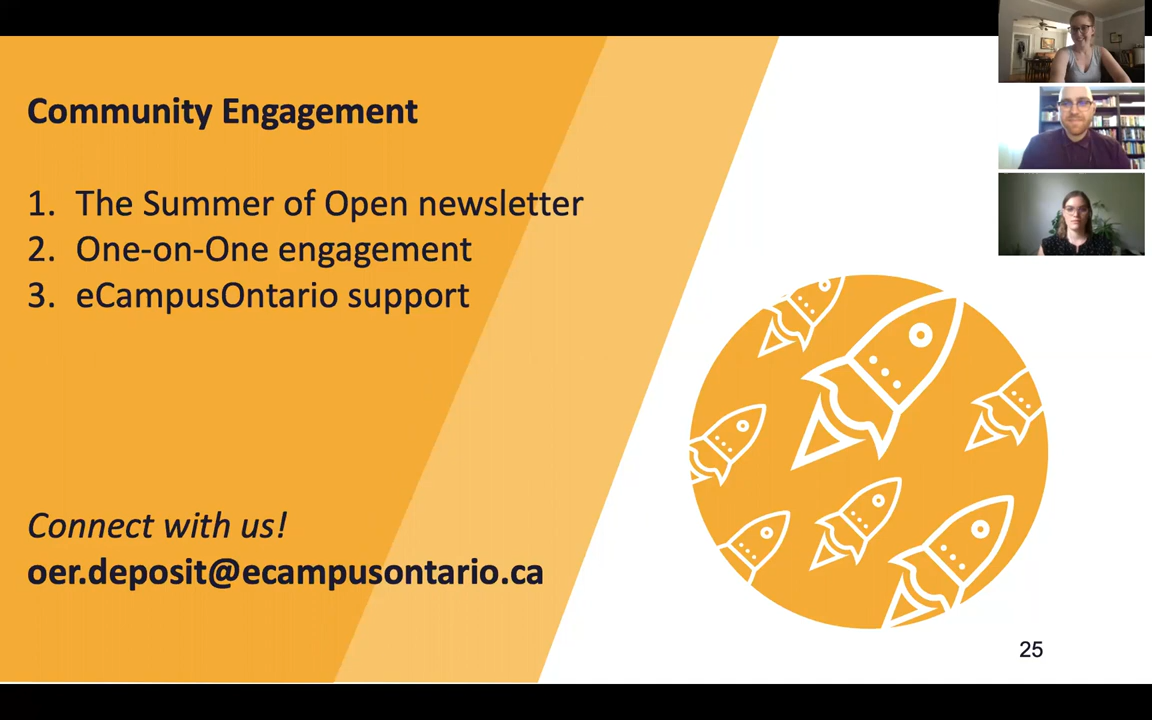 Community Engagement
1. The Summer of Open newsletter
2. One-on-One engagement
3. eCampusOntario support
Connect with us!
oer.deposit@ecampusontario.ca
25